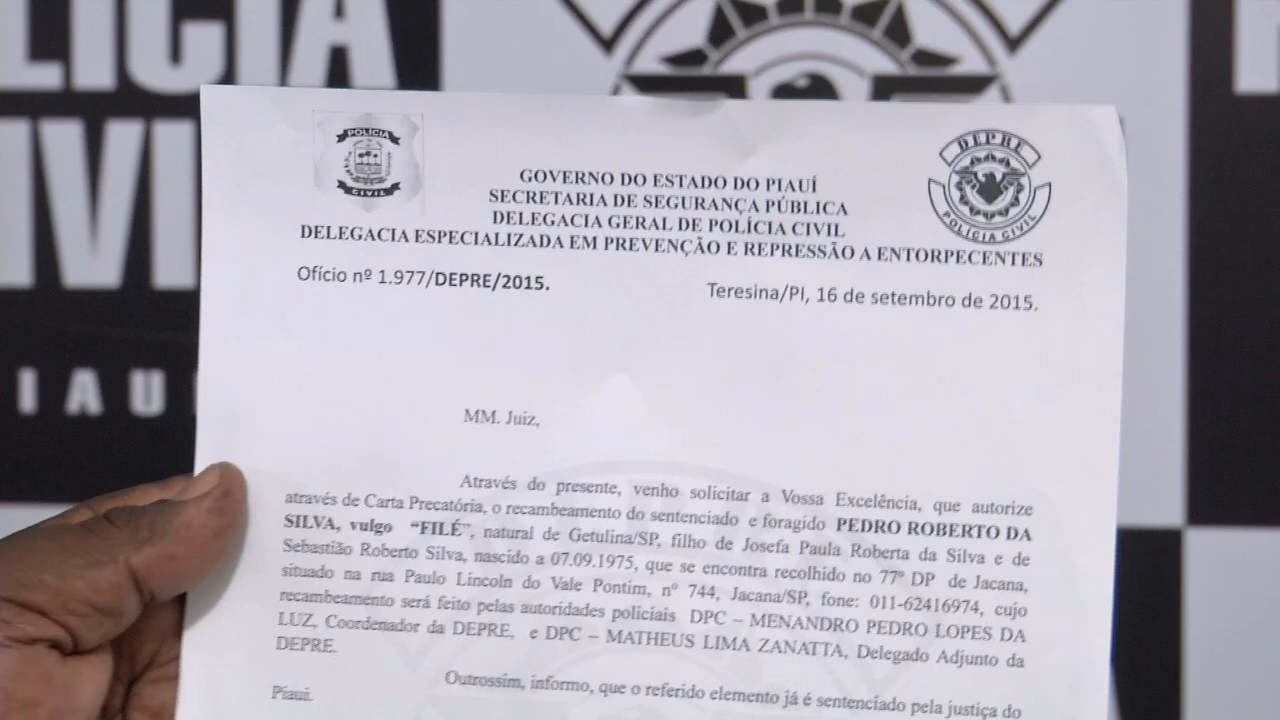 LÍCIA
IVI
IAU
POLÍCIA
CIVIL
DEPRE
POLÍCIA CIVIL
GOVERNO DO ESTADO DO PIAUÍ
SECRETARIA DE SEGURANÇA PÚBLICA
DELEGACIA GERAL DE POLÍCIA CIVIL
DELEGACIA ESPECIALIZADA EM PREVENÇÃO E REPRESSÃO A ENTORPECENTES
Ofício nº 1.977/DEPRE/2015.
Teresina/PI, 16 de setembro de 2015.
MM. Juiz,
Através do presente, venho solicitar a Vossa Excelência, que autorize
através de Carta Precatória, o recambeamento do sentenciado e foragido PEDRO ROBERTO DA
SILVA, vulgo "FILÉ", natural de Getulina/SP, filho de Josefa Paula Roberta da Silva e de
Sebastião Roberto Silva, nascido a 07.09.1975, que se encontra recolhido no 77º DP de Jacana,
situado na rua Paulo Lincoln do Vale Pontim, nº 744, Jacana/SP, fone: 011-62416974, cujo
recambeamento será feito pelas autoridades policiais DPC – MENANDRO PEDRO LOPES DA
LUZ, Coordenador da DEPRE, e DPC – MATHEUS LIMA ZANATTA, Delegado Adjunto da
DEPRE.
Outrossim, informo, que o referido elemento já é sentenciado pela justiça do
Piaui.